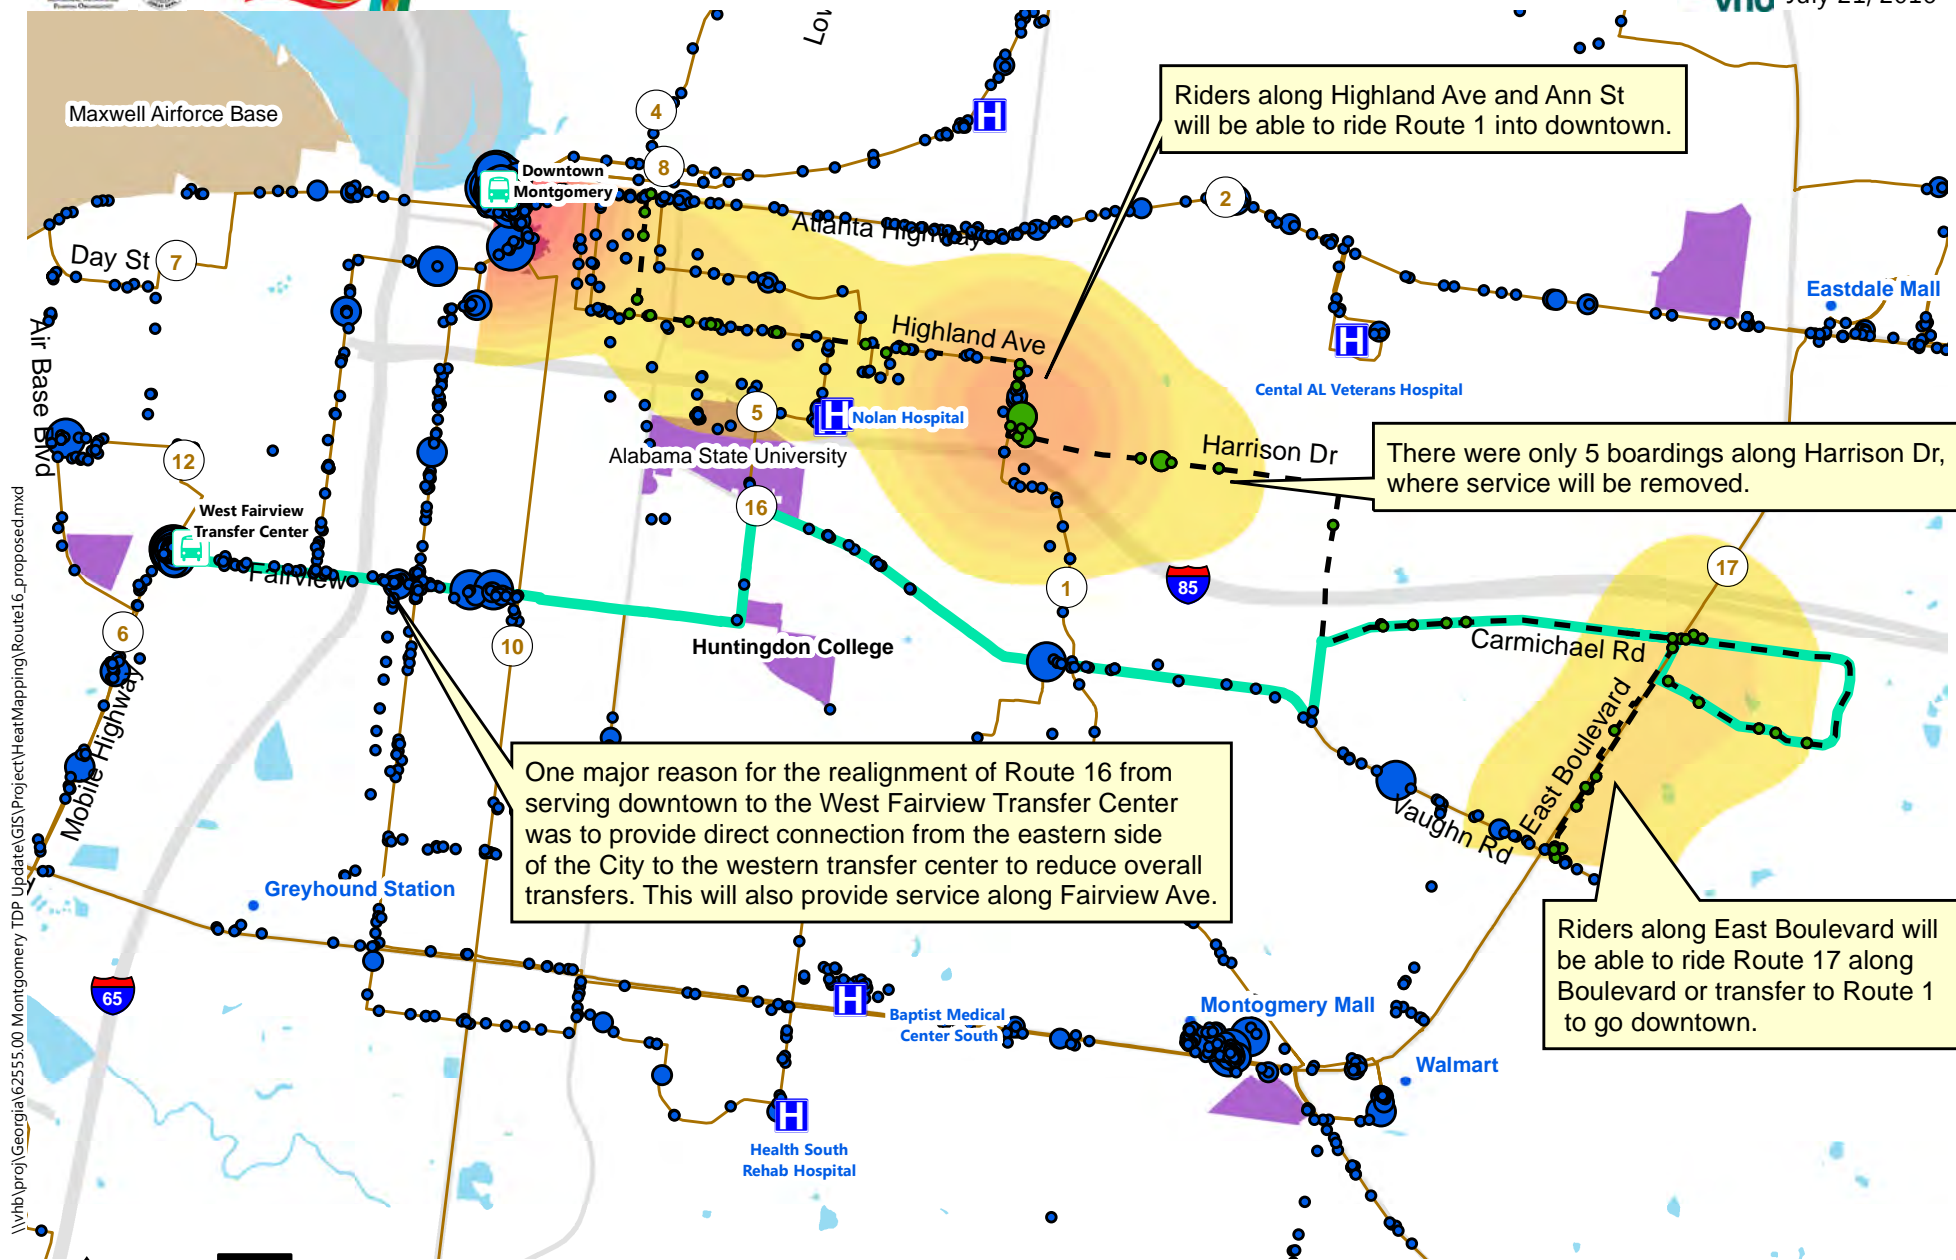 July 21, 2016
Maxwell Airforce Base
4
8
Downtown
Montgomery
Riders along Highland Ave and Ann St
will be able to ride Route 1 into downtown.
2
Atlanta Highway
Day St
7
Eastdale Mall
Air Base Blvd
Highland Ave
Cental AL Veterans Hospital
5
Nolan Hospital
Alabama State University
Harrison Dr
There were only 5 boardings along Harrison Dr,
where service will be removed.
12
16
West Fairview
Transfer Center
Fairview
17
1
85
6
10
Huntingdon College
Carmichael Rd
Mobile Highway
East Boulevard
Vaughn Rd
One major reason for the realignment of Route 16 from
serving downtown to the West Fairview Transfer Center
was to provide direct connection from the eastern side
of the City to the western transfer center to reduce overall
transfers. This will also provide service along Fairview Ave.
Greyhound Station
Riders along East Boulevard will
be able to ride Route 17 along
Boulevard or transfer to Route 1
to go downtown.
65
H
H
H
H
H
Baptist Medical
Center South
Montogmery Mall
Walmart
Health South
Rehab Hospital
\\vhb\proj\Georgia\62555.00 Montgomery TDP Update\GIS\Project\HeatMapping\Route16_proposed.mxd